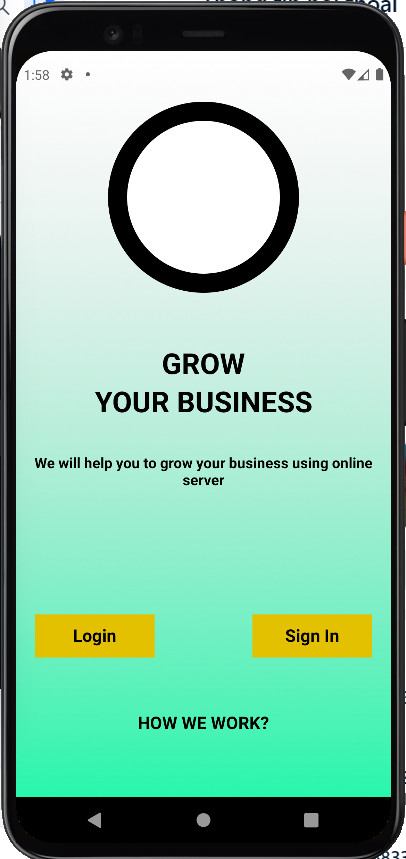 1:58
GROW
YOUR BUSINESS
We will help you to grow your business using online
server
Login
Sign In
HOW WE WORK?